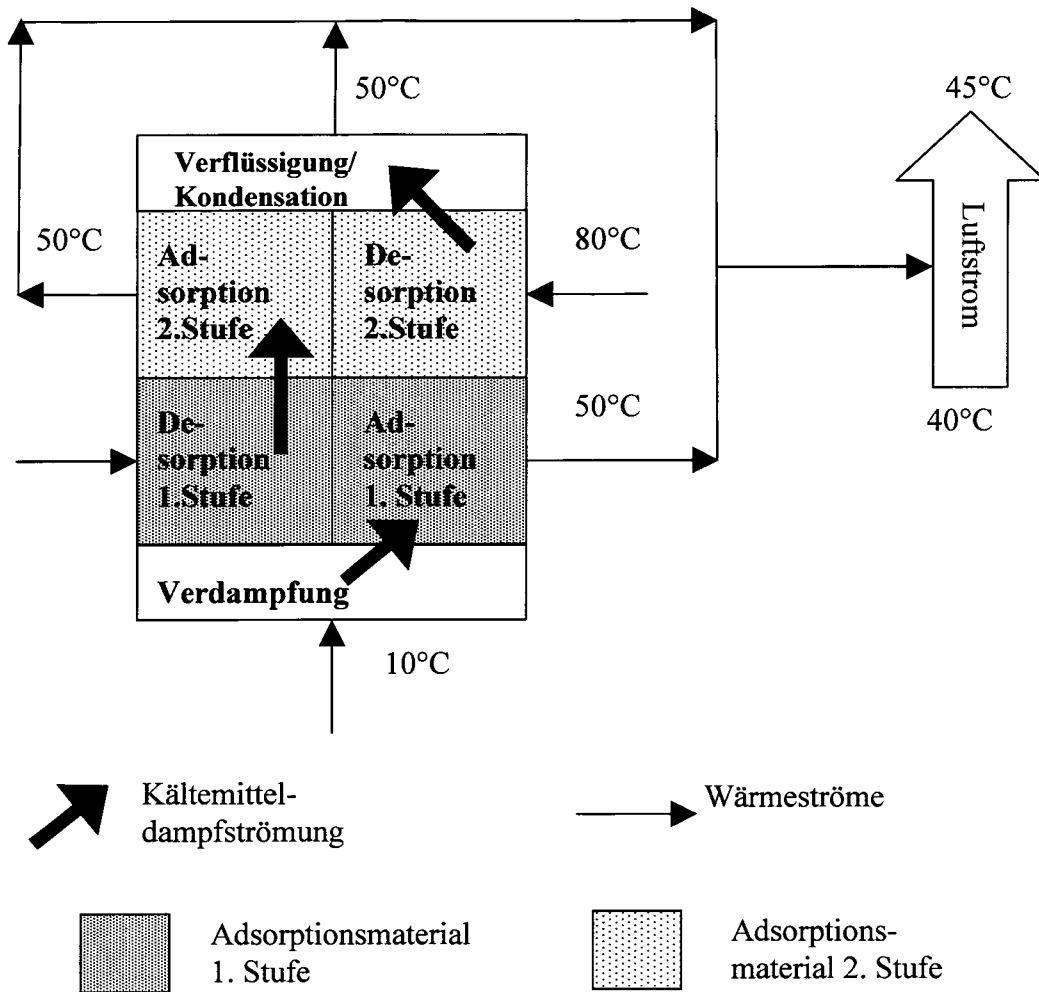 50°C
45°C
Verflüssigung/
Kondensation
50°C
Ad-
sorption
2.Stufe
De-
sorption
2.Stufe
80°C
Luftstrom
De-
sorption
1.Stufe
Ad-
sorption
1. Stufe
50°C
40°C
Verdampfung
10°C
Kältemittel-
dampfströmung
Wärmeströme
Adsorptionsmaterial
1. Stufe
Adsorptions-
material 2. Stufe